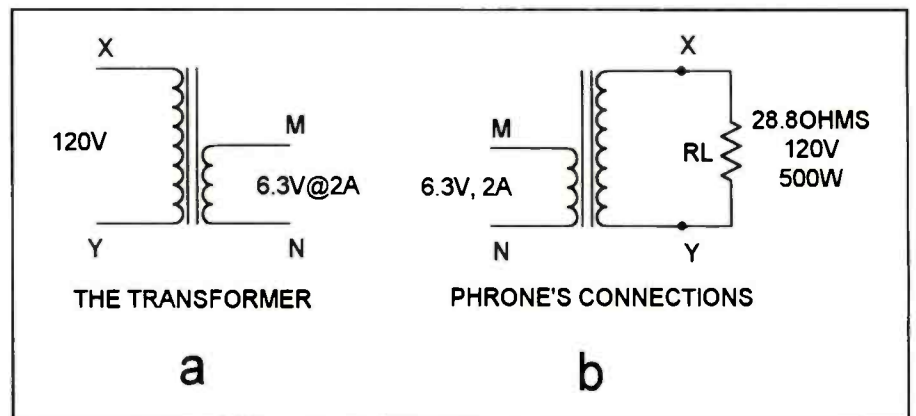 X
120V
Y
M
6.3V@2A
N
THE TRANSFORMER
a
M
6.3V, 2A
N
X
RL
28.8OHMS
120V
500W
Y
PHRONE'S CONNECTIONS
b